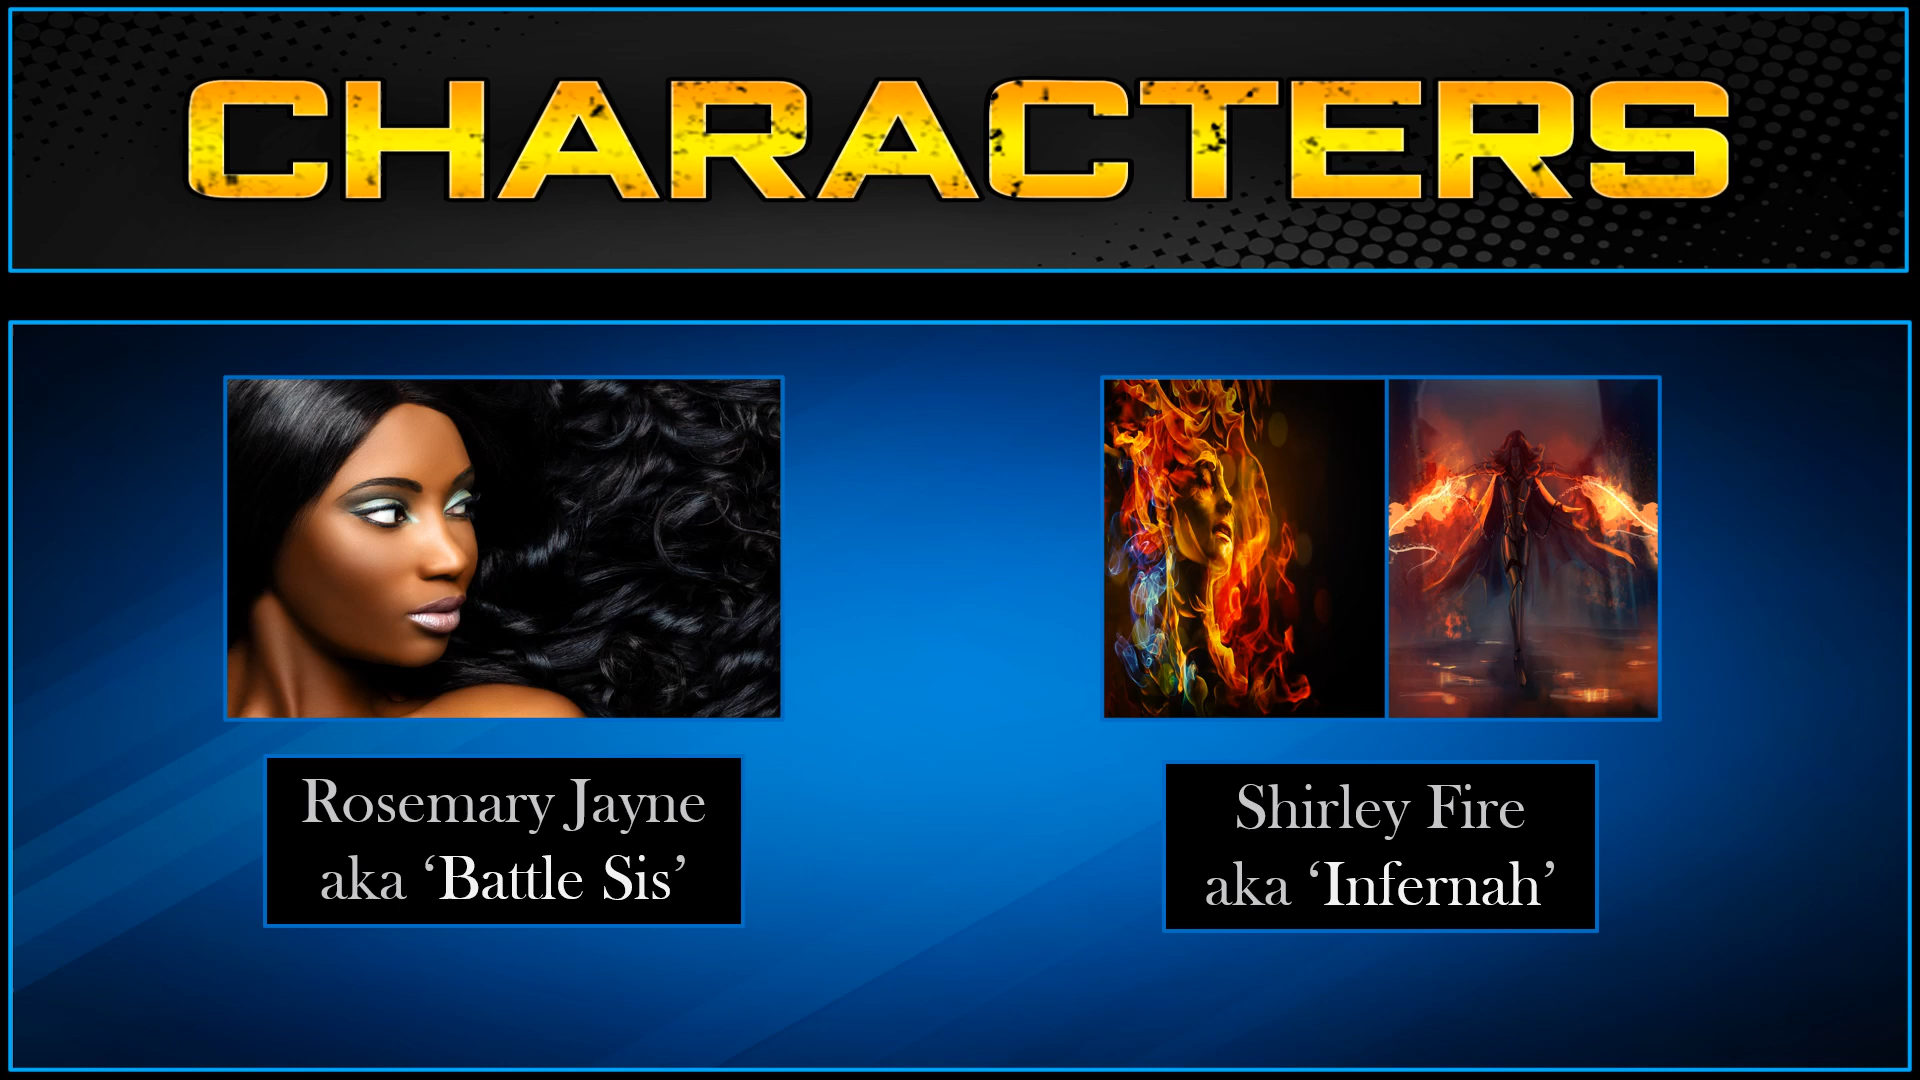 CHARACTERS
Rosemary Jayne
aka ‘Battle Sis’
Shirley Fire
aka ‘Infernah’